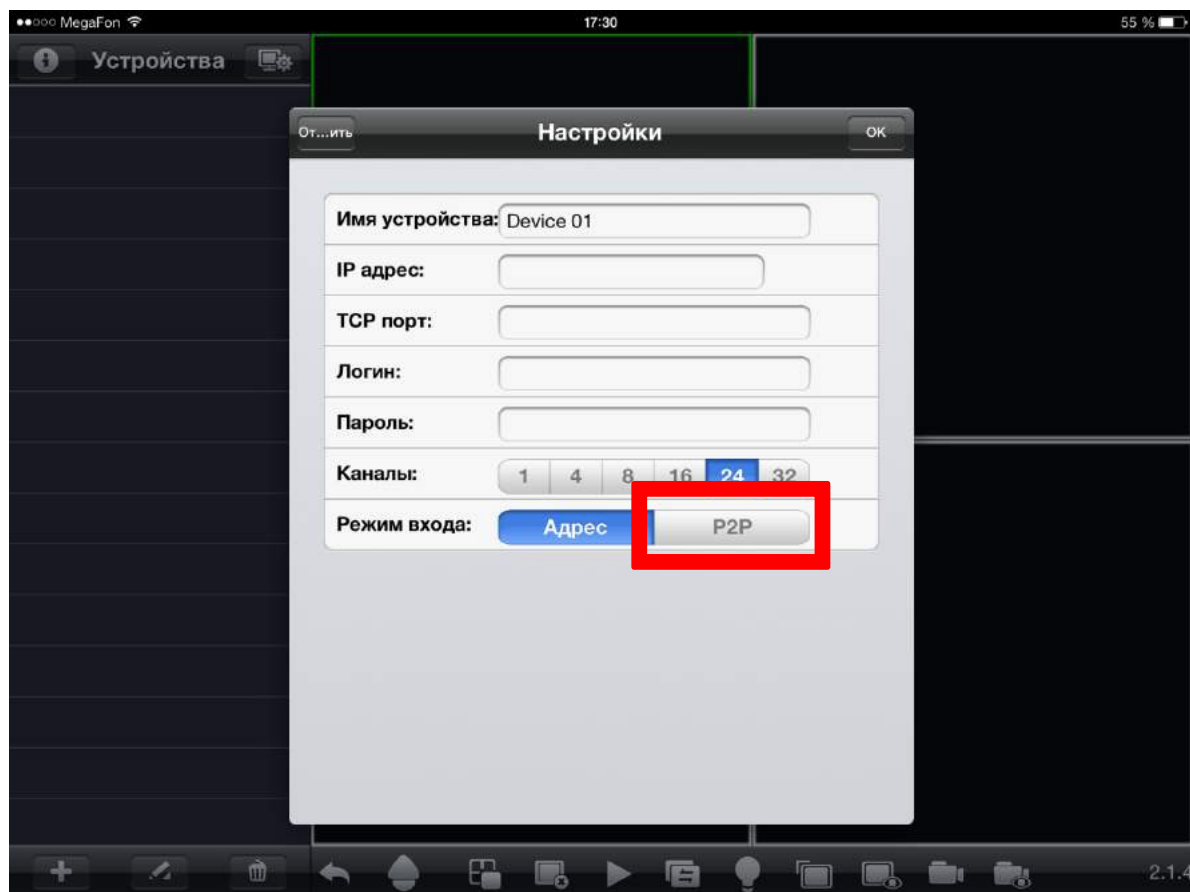 MegaFon 17:30 55 %
Устройства
От...ить Настройки ОК
Имя устройства: Device 01
IP адрес:
TCP порт:
Логин:
Пароль:
Каналы: 1 4 8 16 24 32
Режим входа: Адрес P2P
2.1.4